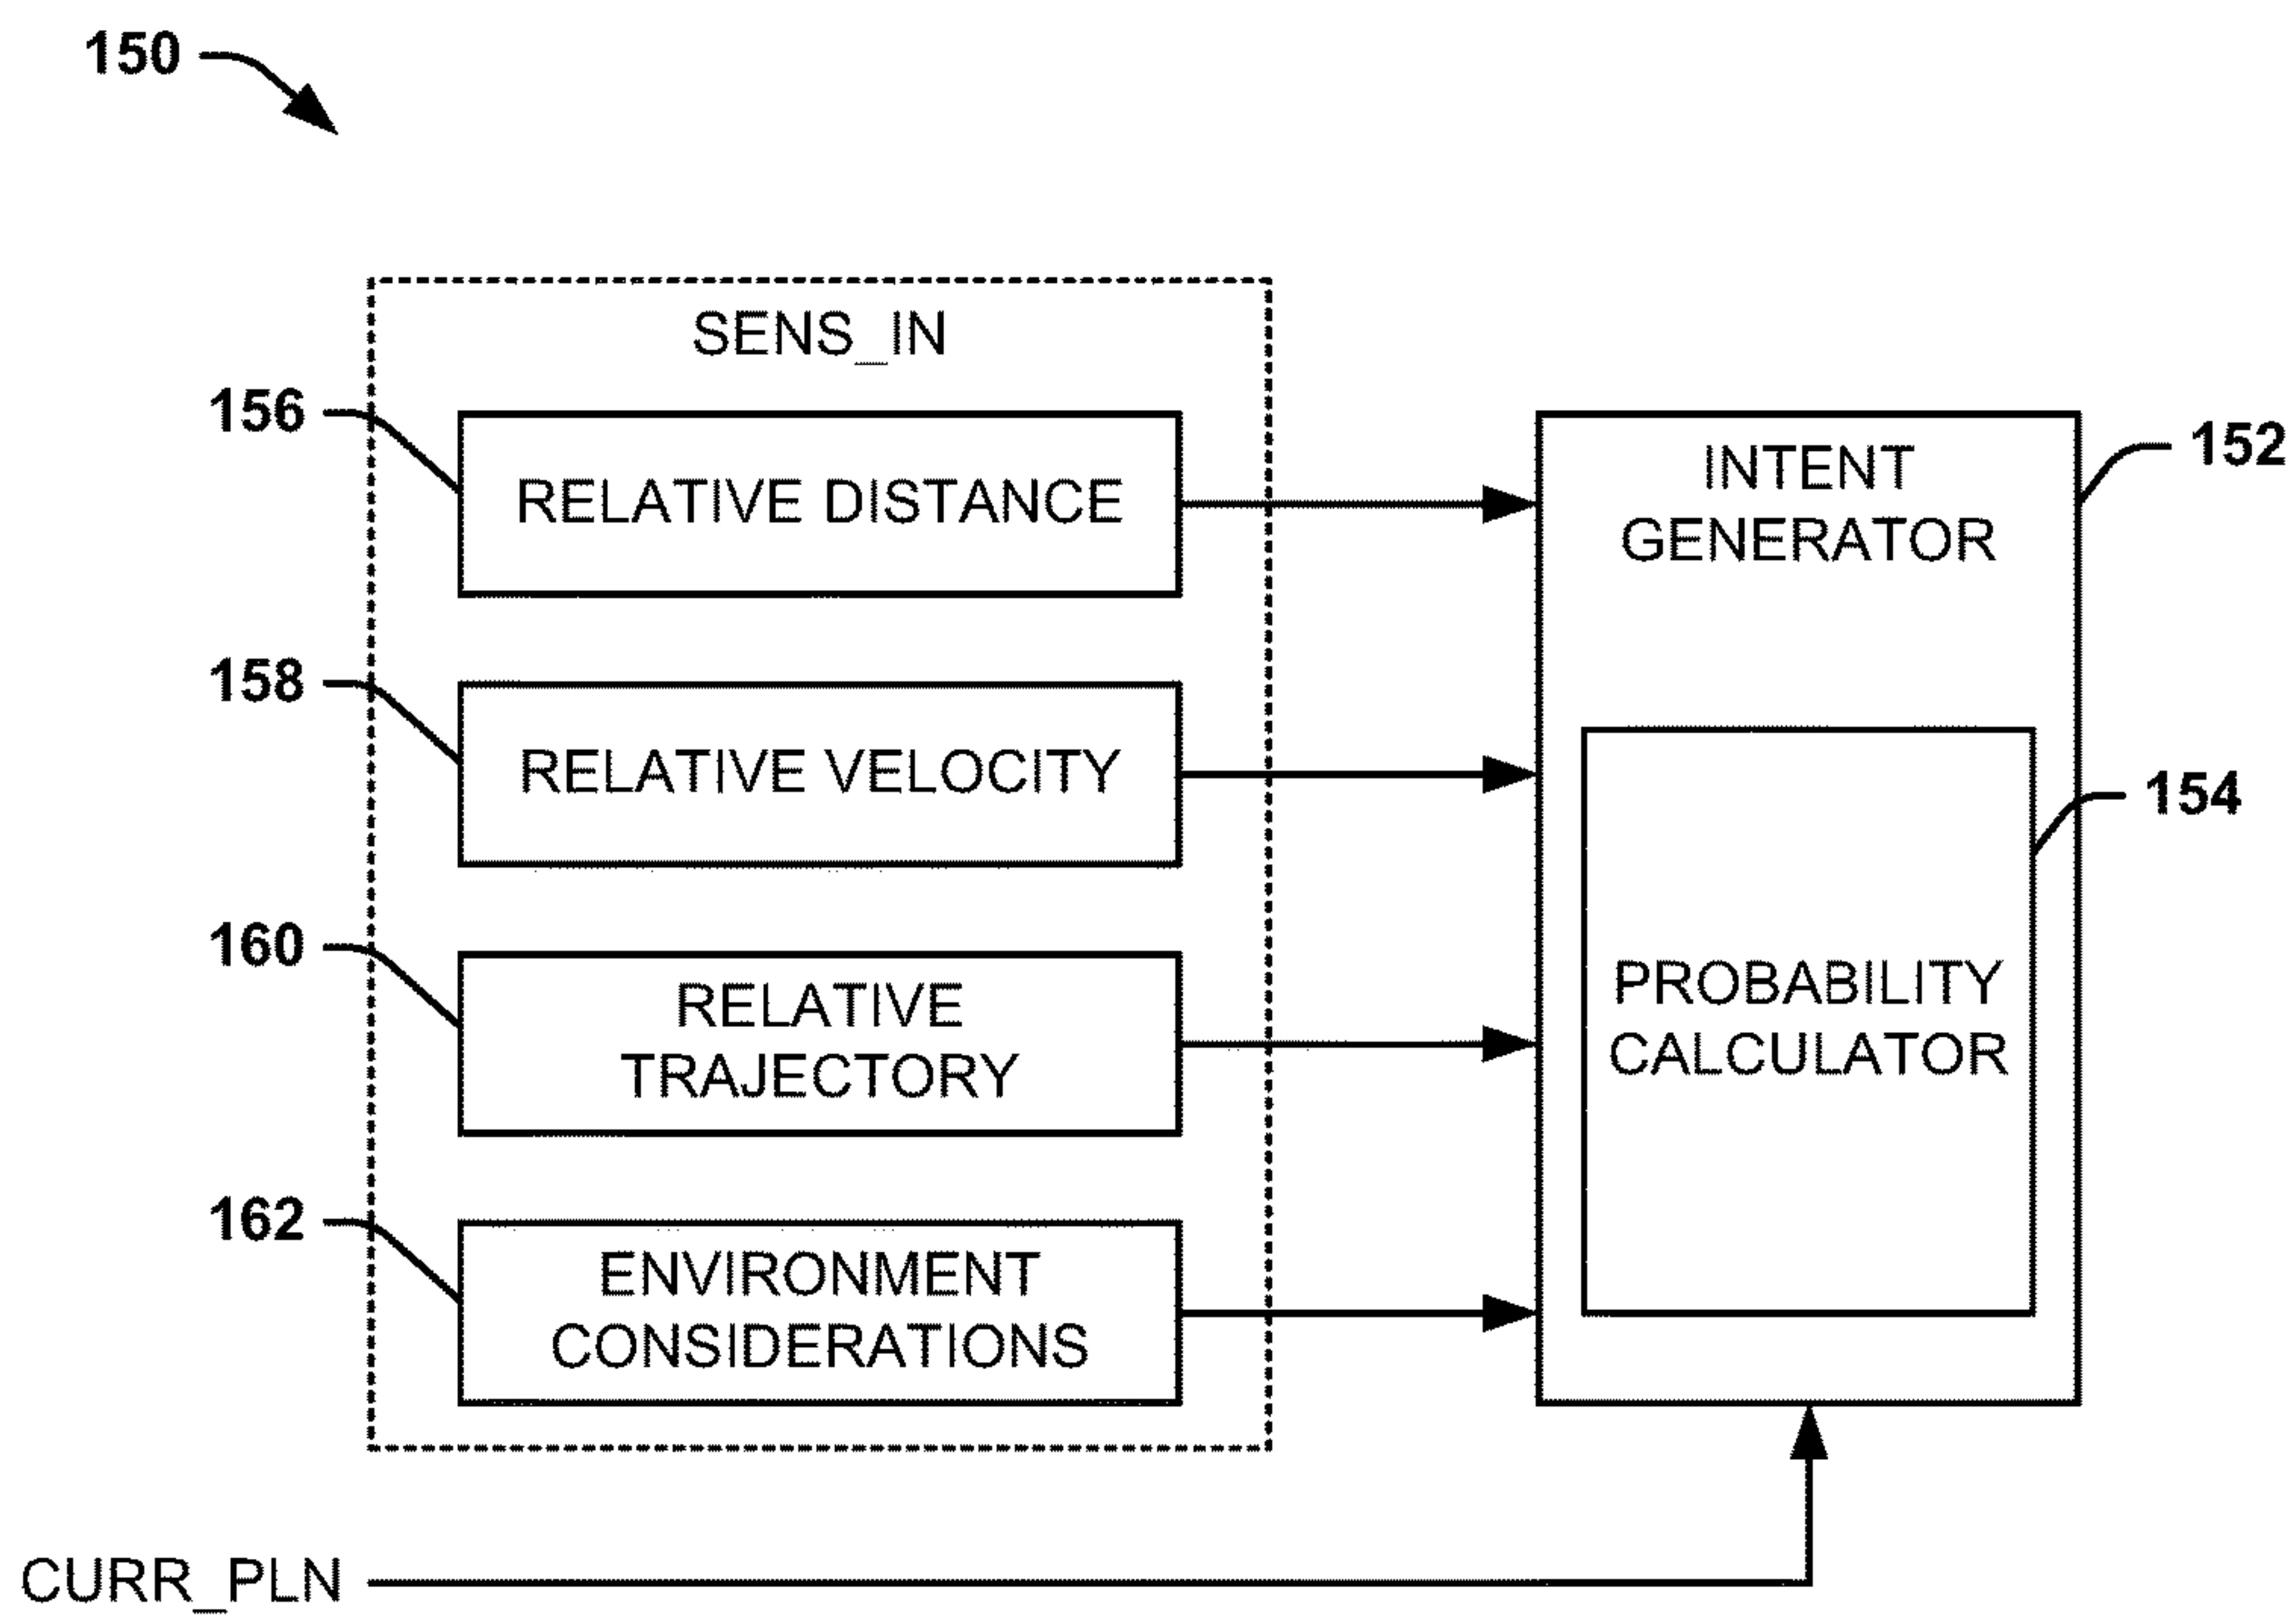 150
SENS_IN
156
RELATIVE DISTANCE
INTENT
GENERATOR
152
158
RELATIVE VELOCITY
154
160
RELATIVE
TRAJECTORY
PROBABILITY
CALCULATOR
162
ENVIRONMENT
CONSIDERATIONS
CURR_PLN